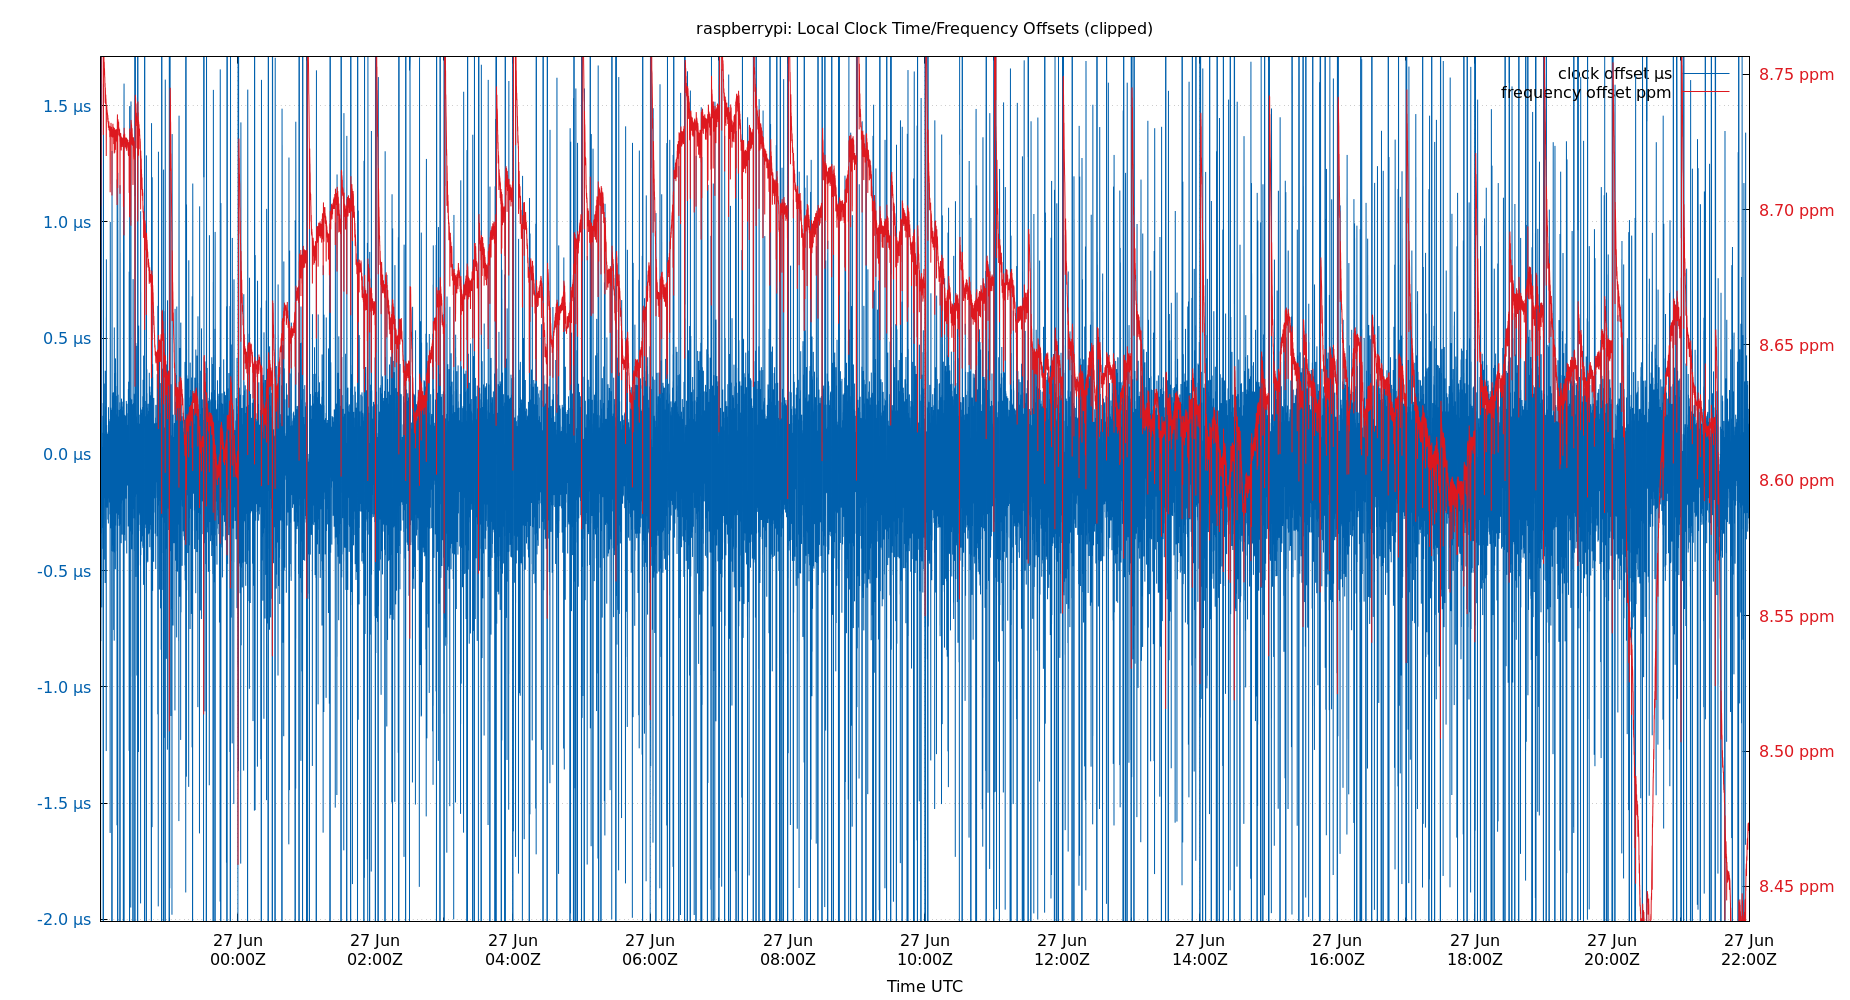 raspberrypi: Local Clock Time/Frequency Offsets (clipped)
clock offset µs
frequency offset ppm
1.5 µs
1.0 µs
0.5 µs
0.0 µs
-0.5 µs
-1.0 µs
-1.5 µs
-2.0 µs
8.75 ppm
8.70 ppm
8.65 ppm
8.60 ppm
8.55 ppm
8.50 ppm
8.45 ppm
27 Jun 27 Jun 27 Jun 27 Jun 27 Jun 27 Jun 27 Jun 27 Jun 27 Jun 27 Jun 27 Jun 27 Jun
00:00Z 02:00Z 04:00Z 06:00Z 08:00Z 10:00Z 12:00Z 14:00Z 16:00Z 18:00Z 20:00Z 22:00Z
Time UTC